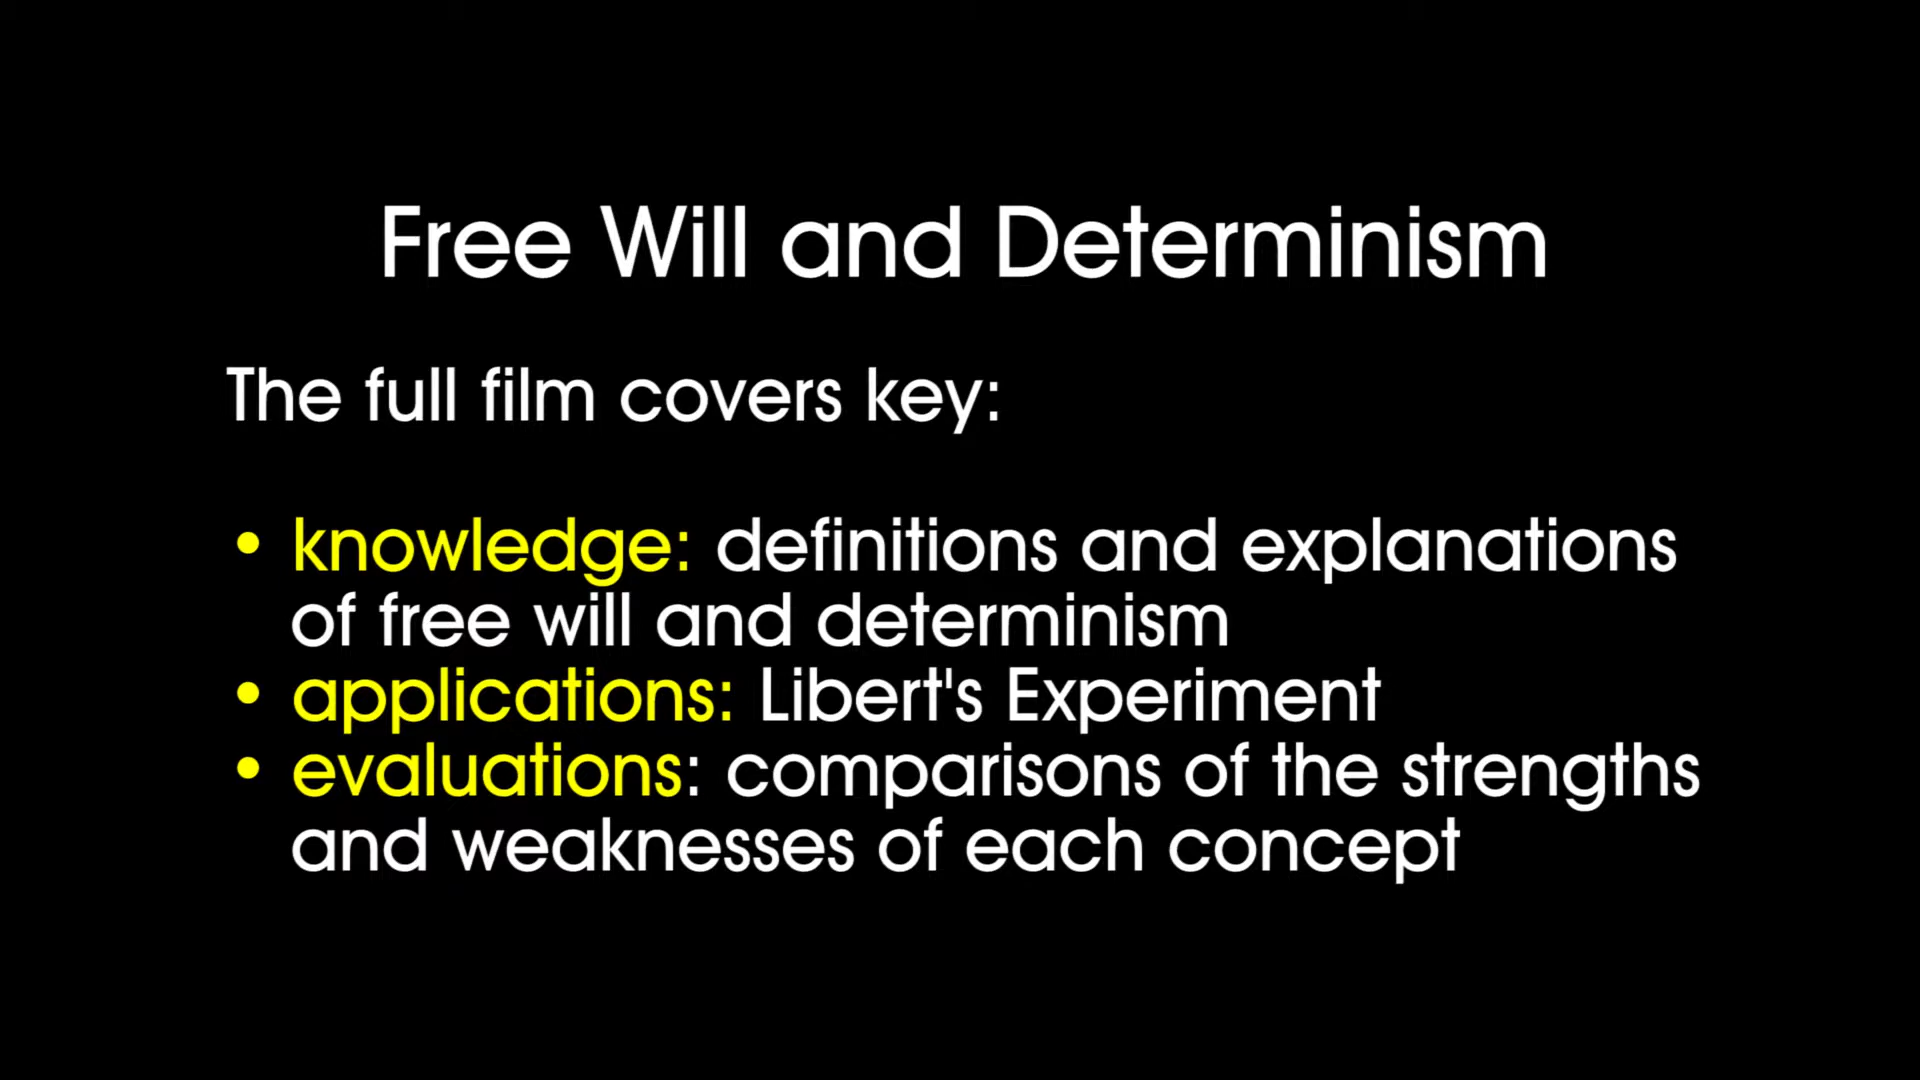 Free Will and Determinism
The full film covers key:
• knowledge: definitions and explanations
of free will and determinism
• applications: Libert's Experiment
• evaluations: comparisons of the strengths
and weaknesses of each concept